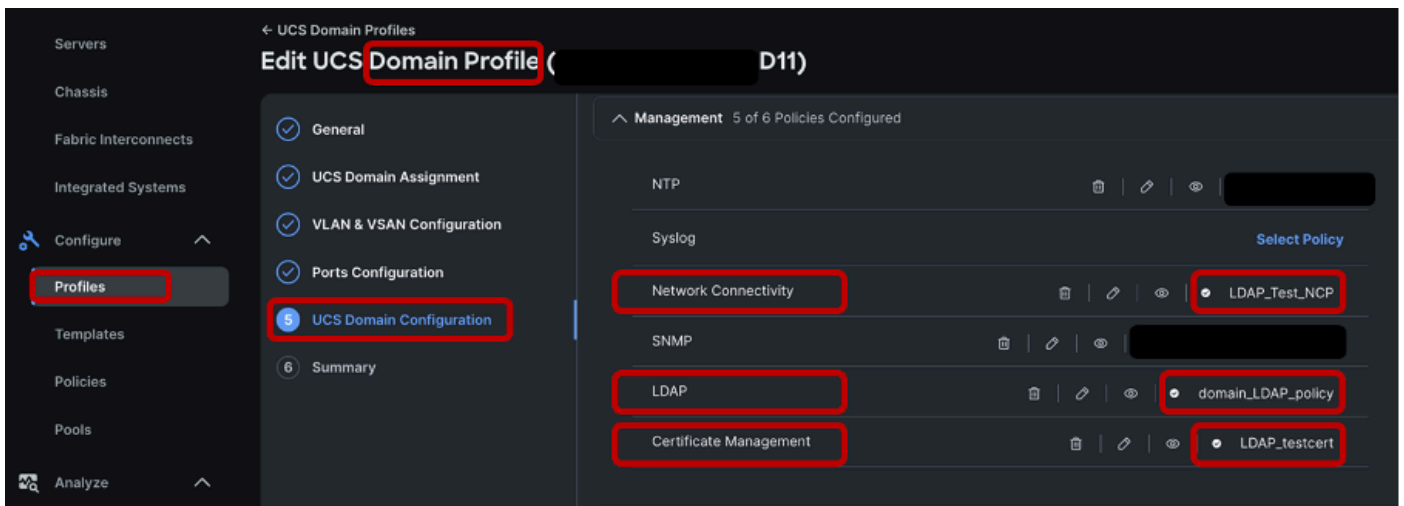 Servers
Chassis
Fabric Interconnects
Integrated Systems
Configure
Profiles
Templates
Policies
Pools
Analyze
← UCS Domain Profiles
Edit UCS Domain Profile ( D11)
General
UCS Domain Assignment
VLAN & VSAN Configuration
Ports Configuration
5 UCS Domain Configuration
6 Summary
Management 5 of 6 Policies Configured
NTP
Syslog Select Policy
Network Connectivity LDAP_Test_NCP
SNMP
LDAP domain_LDAP_policy
Certificate Management LDAP_testcert